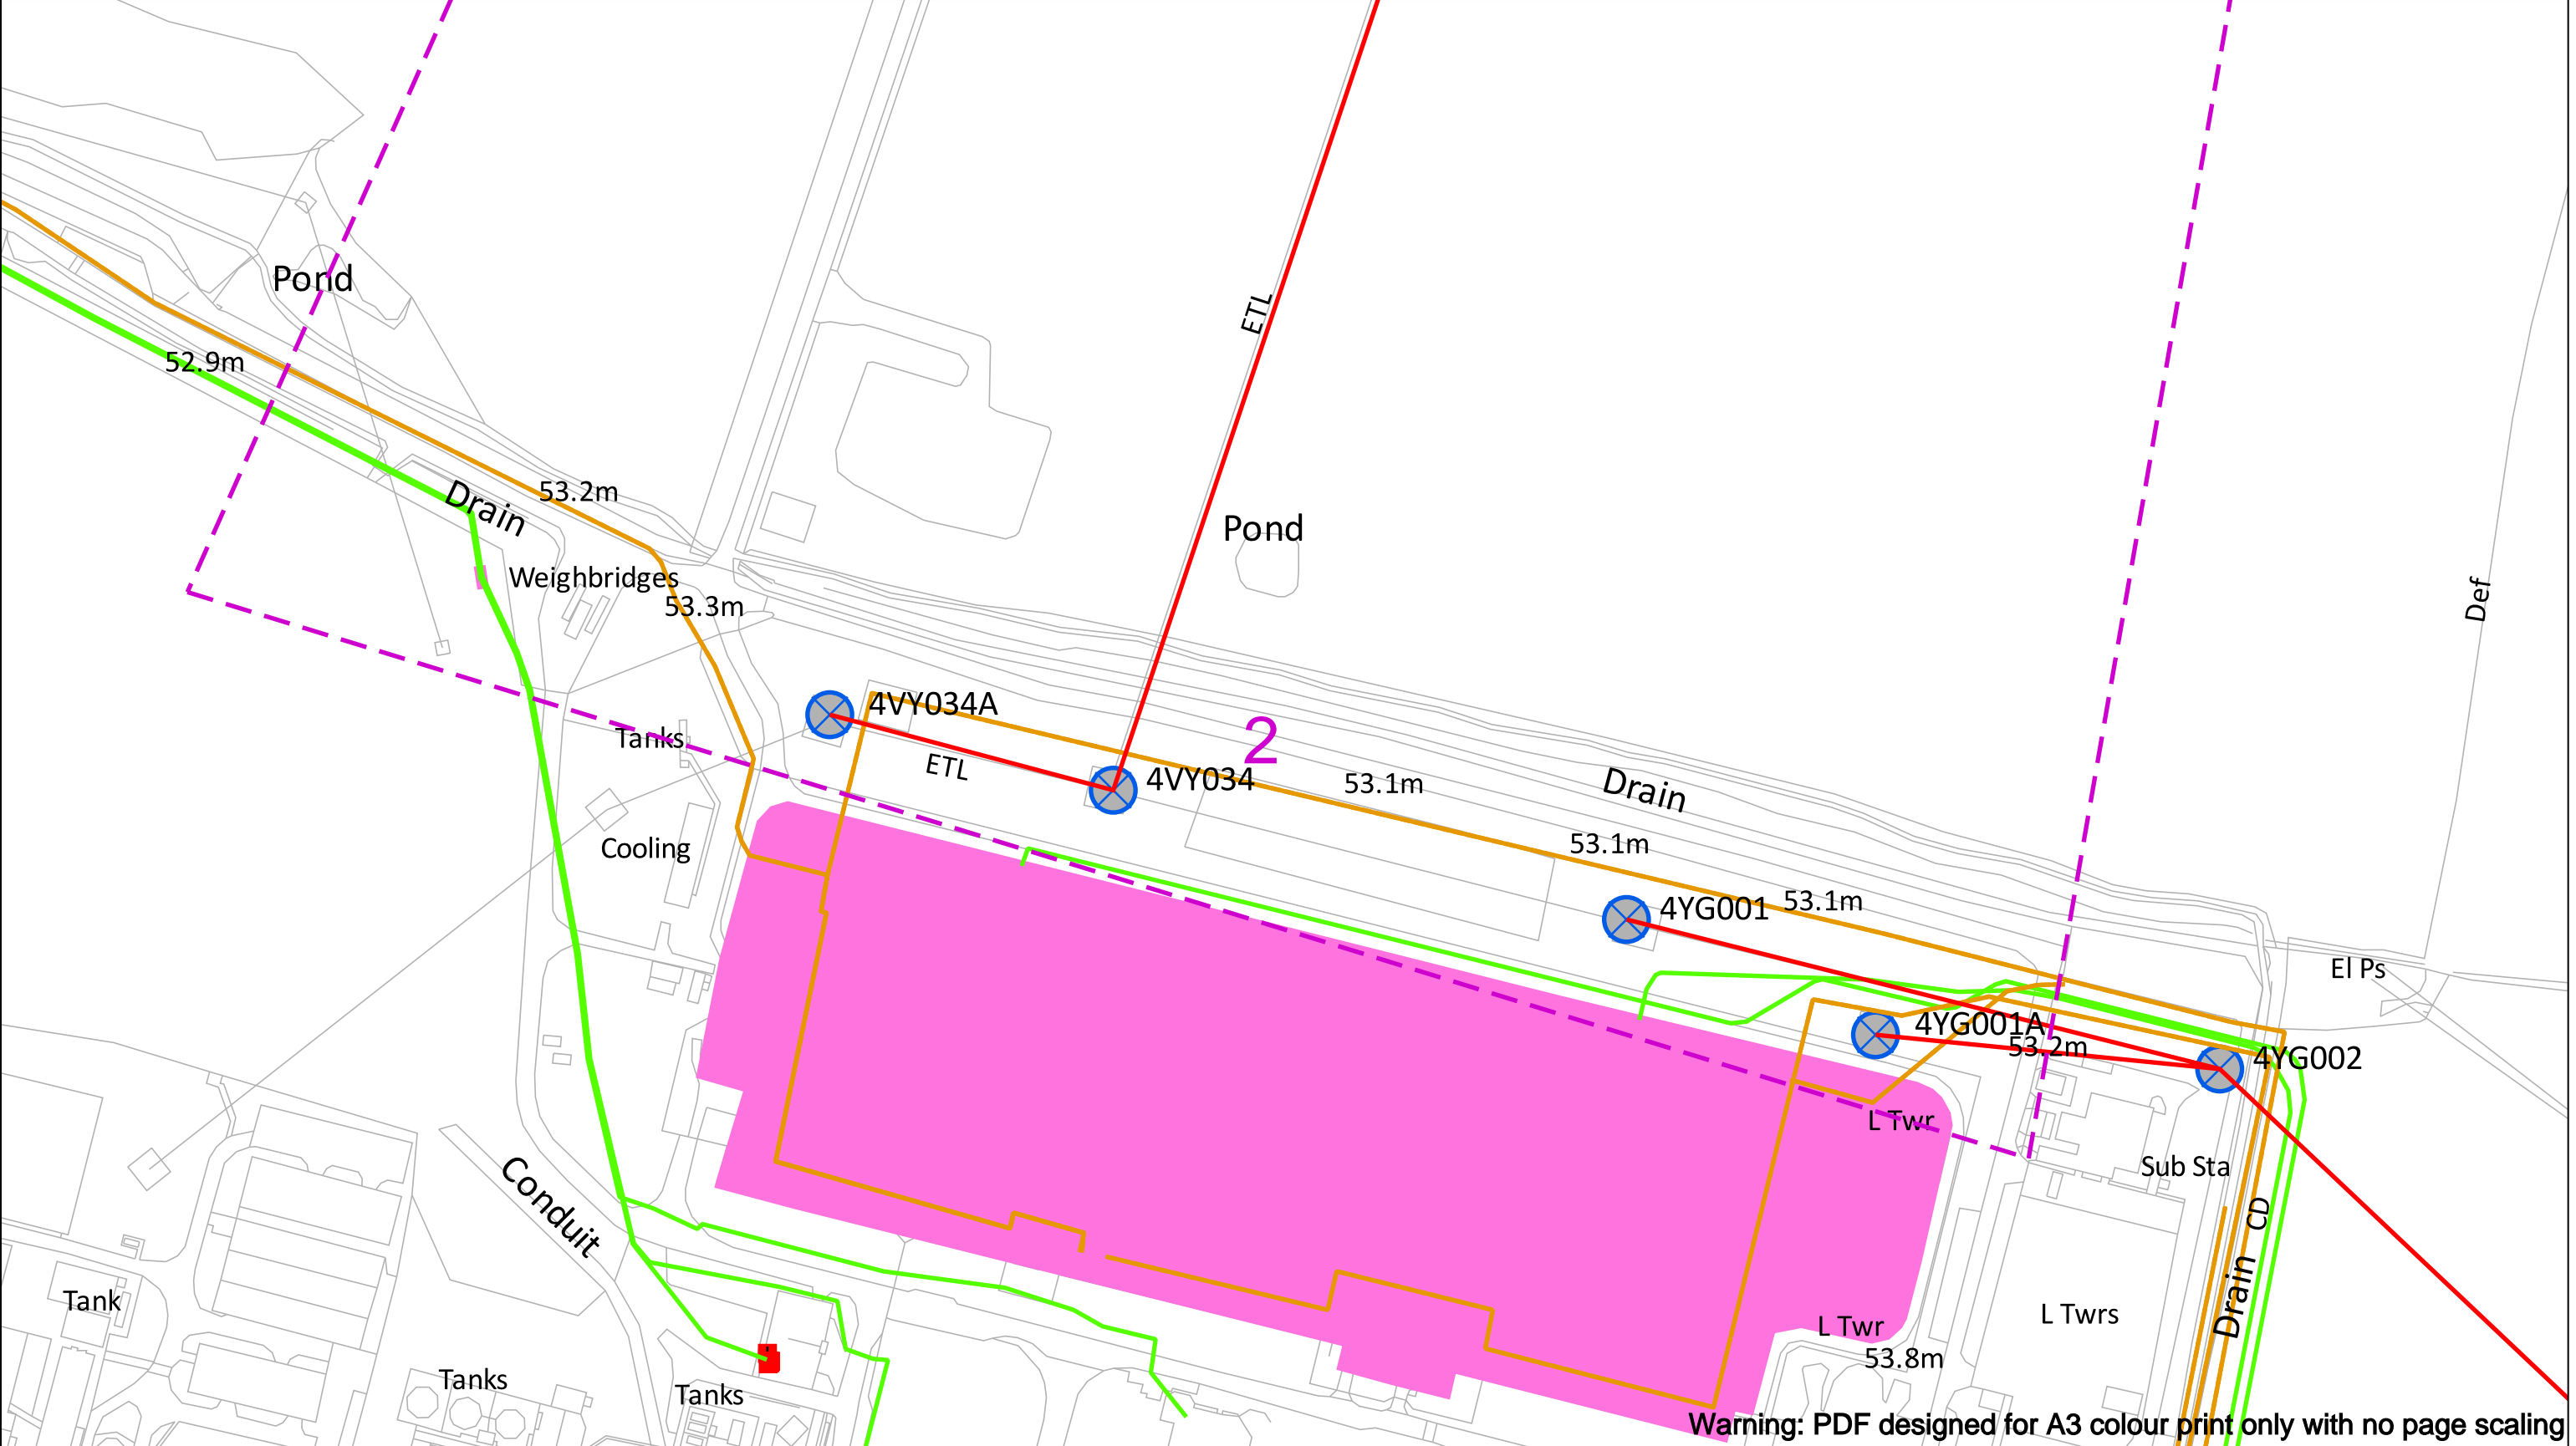 Pond
ETL
52.9m
Drain
53.2m
Pond
Weighbridges
53.3m
Def
4VY034A
Tanks
ETL
2
4VY034
53.1m
Drain
Cooling
53.1m
4YG001
53.1m
El Ps
4YG001A
53.2m
4YG002
L Twr
Sub Sta
Conduit
CD
Drain
Tank
L Twr
L Twrs
53.8m
Tanks
Tanks
Warning: PDF designed for A3 colour print only with no page scaling